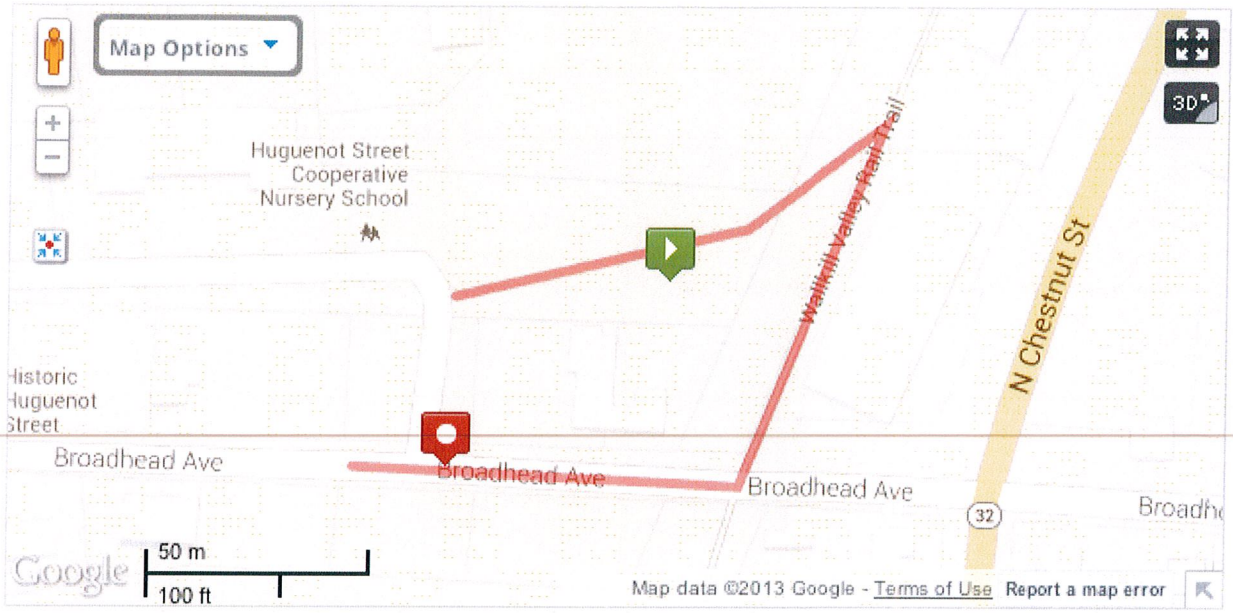 Map Options
3D
Huguenot Street
Cooperative
Nursery School
Wallkill Valley Rail Trail
N Chestnut St
Historic
Huguenot
Street
Broadhead Ave
Broadhead Ave
Broadhead Ave
32
Google
50 m
100 ft
Map data ©2013 Google - Terms of Use Report a map error